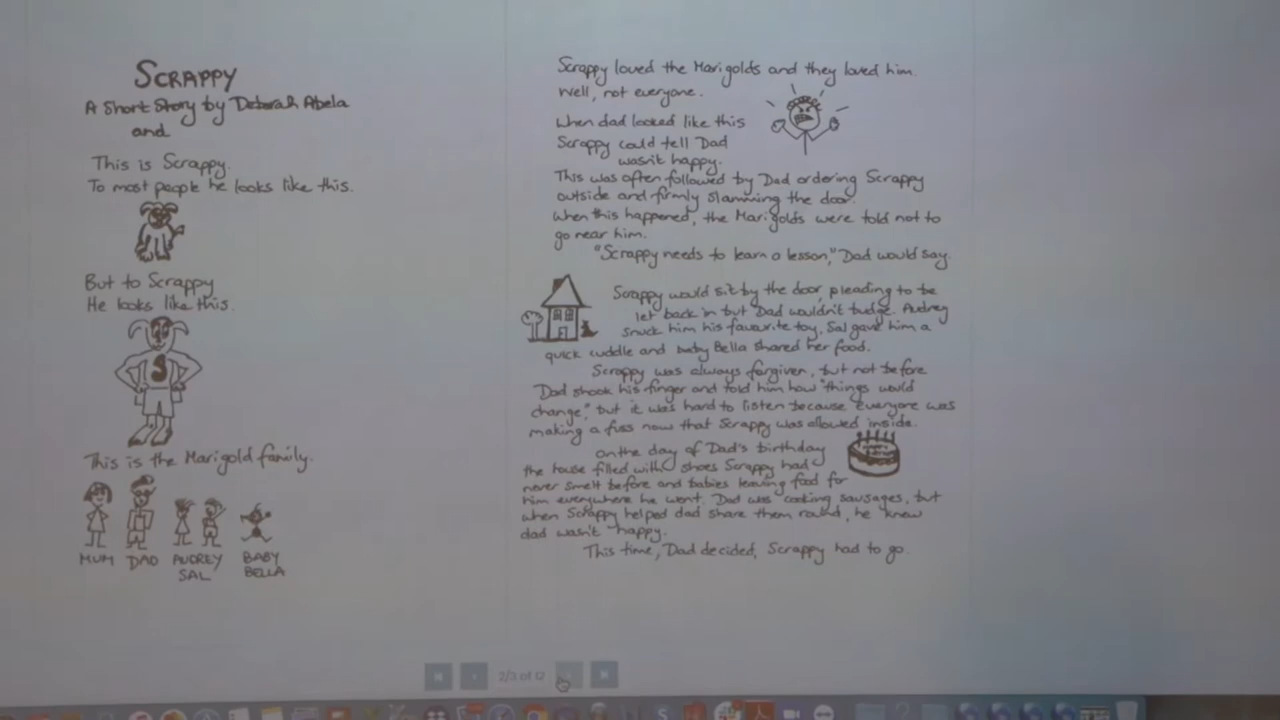 SCRAPPY
A Short Story by Deborah Abela
and
This is Scrappy.
To most people he looks like this.
But to Scrappy
He looks like this.
S
This is the Marigold family.
MUM DAD AUDREY BABY
SAL BELLA
Scrappy loved the Marigolds and they loved him.
Well, not everyone.
When dad looked like this
Scrappy could tell Dad
wasn't happy.
This was often followed by Dad ordering Scrappy
outside and firmly slamming the door.
When this happened, the Marigolds were told not to
go near him.
"Scrappy needs to learn a lesson," Dad would say.
Scrappy would sit by the door, pleading to be
let back in but Dad wouldn't budge. Audrey
snuck him his favourite toy, Sal gave him a
quick cuddle and baby Bella shared her food.
Scrappy was always forgiven, but not before
Dad shook his finger and told him how "things would
change," but it was hard to listen because everyone was
making a fuss now that Scrappy was allowed inside.
On the day of Dad's birthday
the house filled with shoes Scrappy had
never smelt before and babies leaving food for
him everywhere he went. Dad was cooking sausages, but
when Scrappy helped dad share them round, he knew
dad wasn't happy.
This time, Dad decided, Scrappy had to go.
2/3 of 12